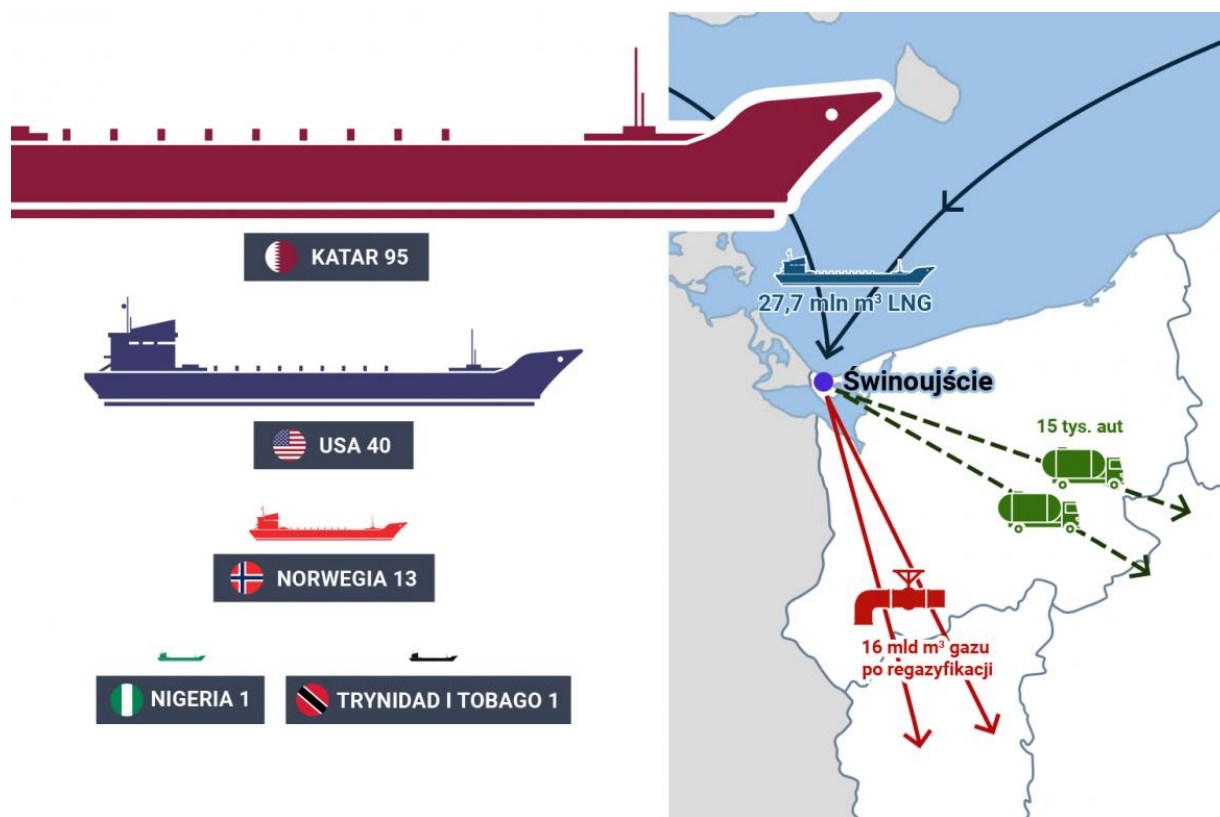 KATAR 95
USA 40
NORWEGIA 13
NIGERIA 1
TRYNIDAD I TOBAGO 1
27,7 mln m³ LNG
Świnoujście
15 tys. aut
16 mld m³ gazu
po regazyfikacji